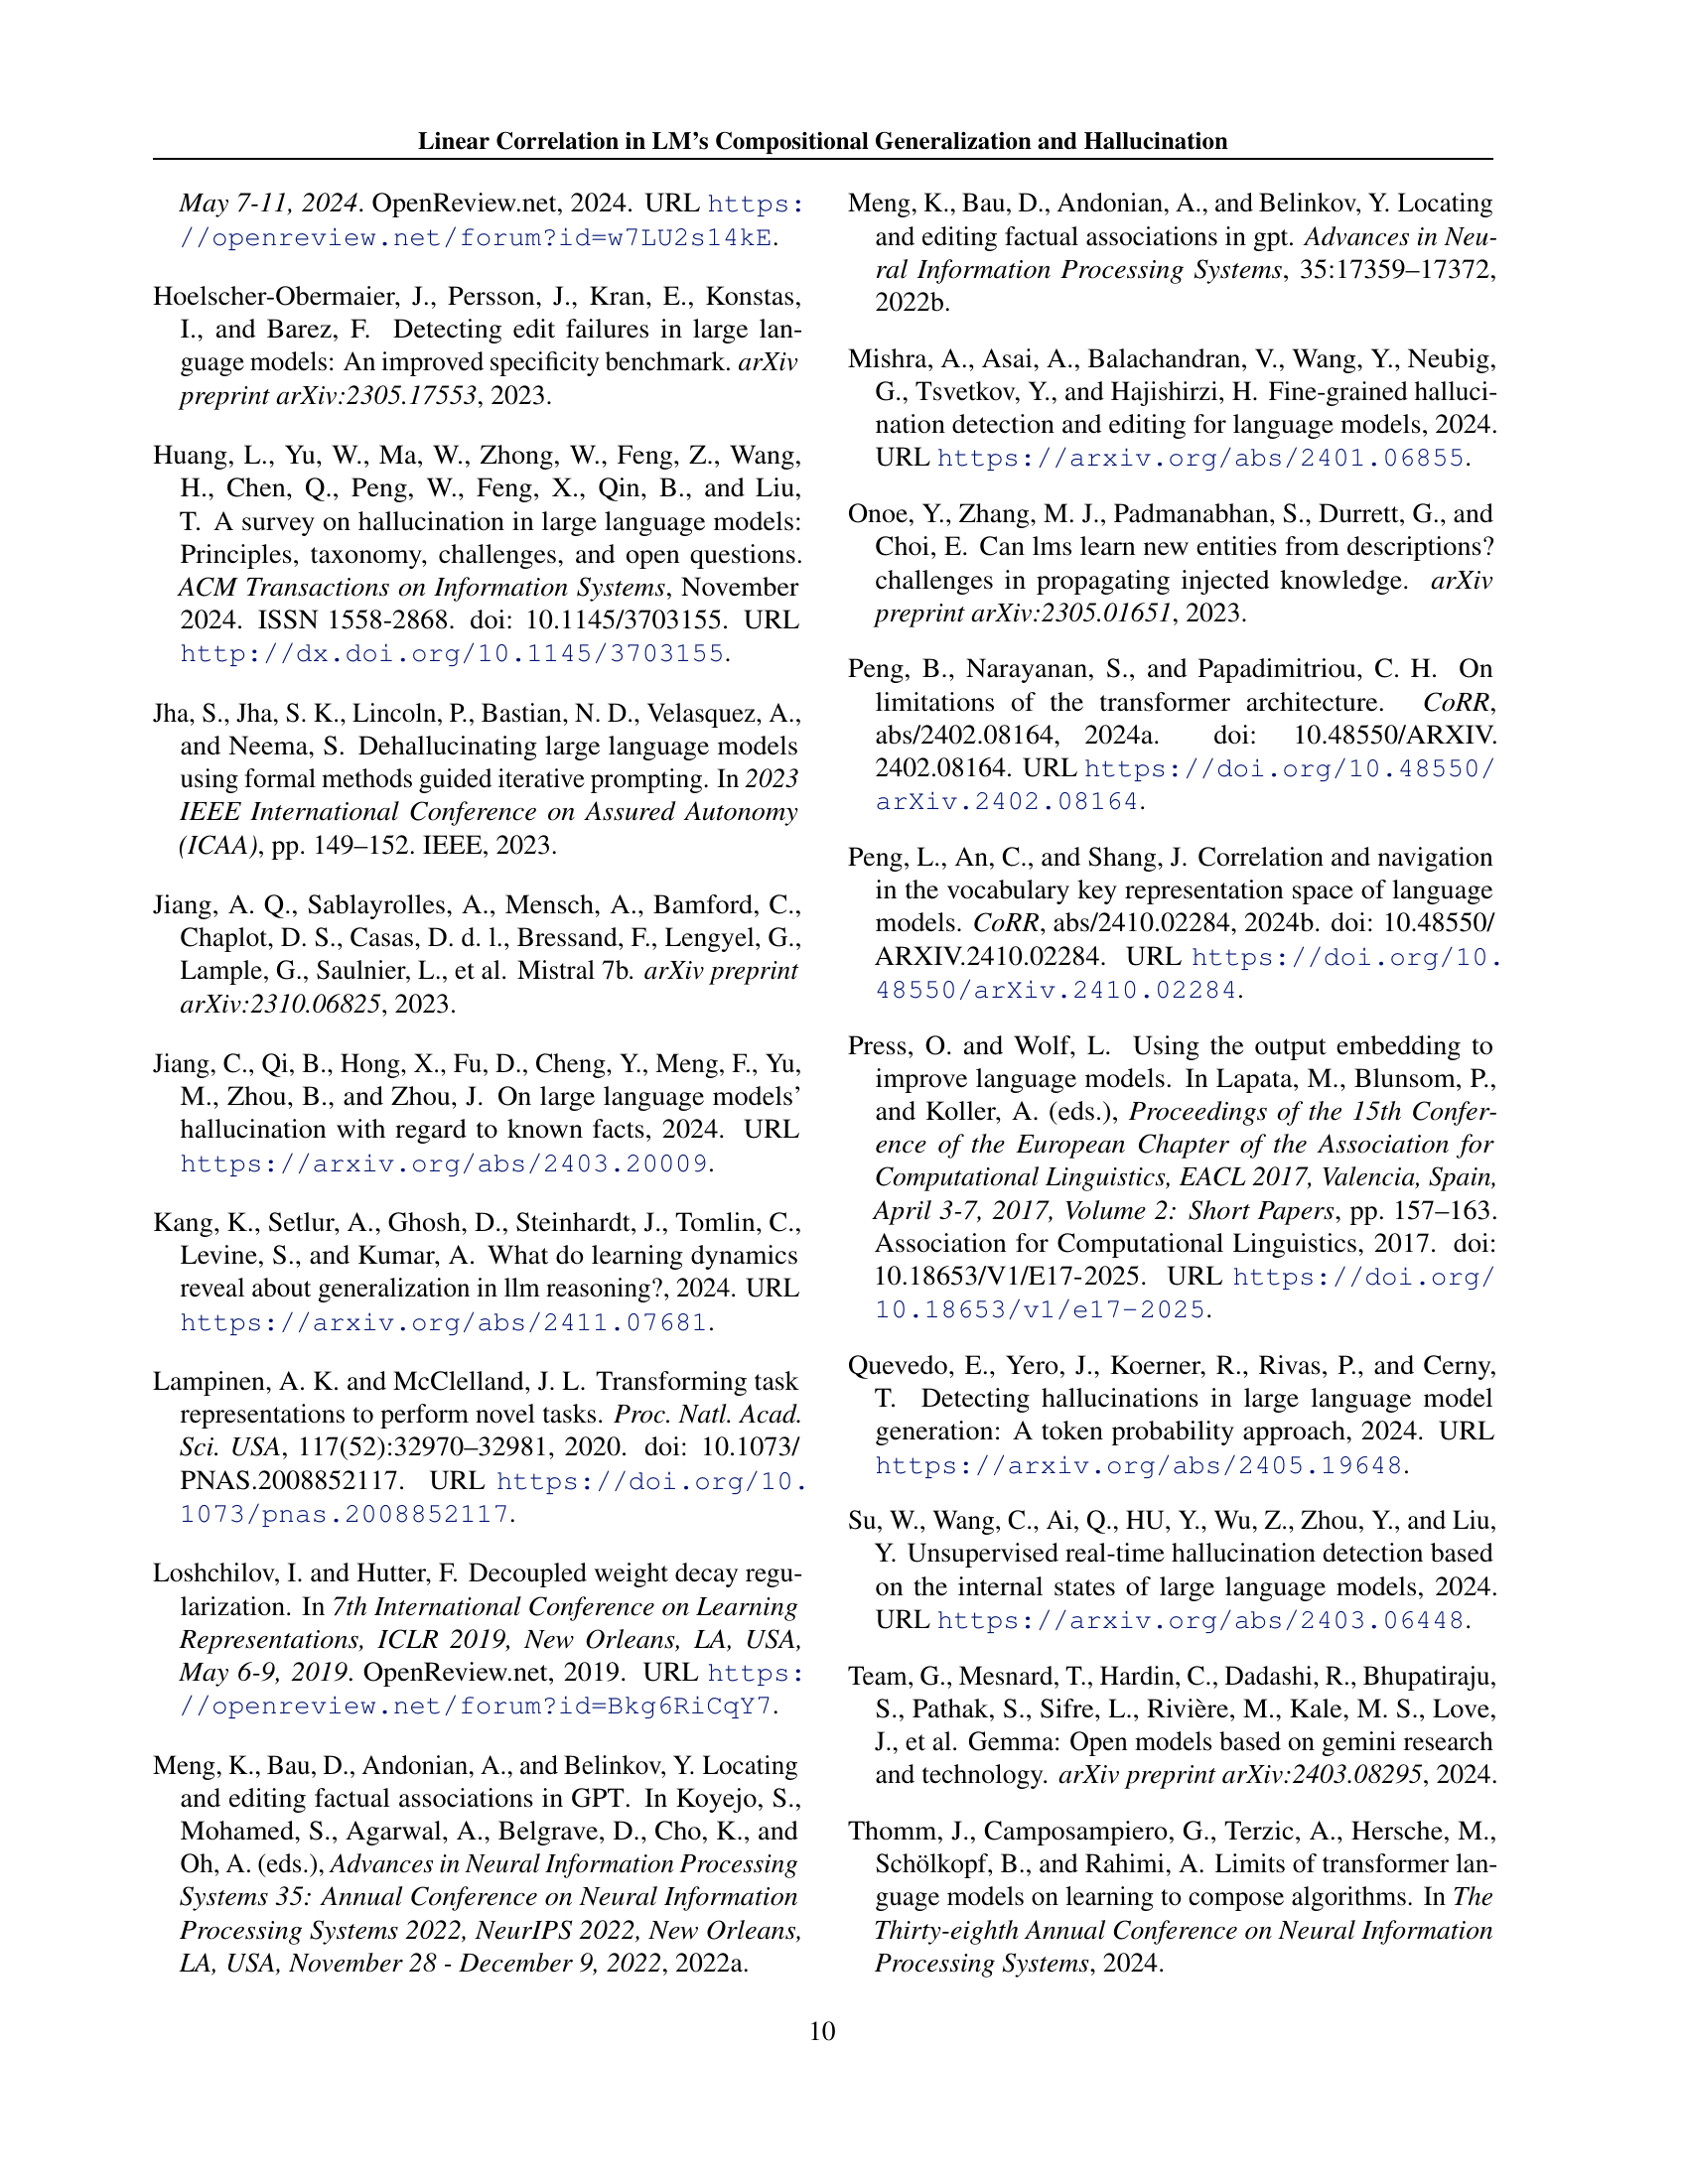 Linear Correlation in LM's Compositional Generalization and Hallucination
May 7-11, 2024. OpenReview.net, 2024. URL https:
//openreview.net/forum?id=w7LU2s14kE.
Hoelscher-Obermaier, J., Persson, J., Kran, E., Konstas,
I., and Barez, F. Detecting edit failures in large lan-
guage models: An improved specificity benchmark. arXiv
preprint arXiv:2305.17553, 2023.
Huang, L., Yu, W., Ma, W., Zhong, W., Feng, Z., Wang,
H., Chen, Q., Peng, W., Feng, X., Qin, B., and Liu,
T. A survey on hallucination in large language models:
Principles, taxonomy, challenges, and open questions.
ACM Transactions on Information Systems, November
2024. ISSN 1558-2868. doi: 10.1145/3703155. URL
http://dx.doi.org/10.1145/3703155.
Jha, S., Jha, S. K., Lincoln, P., Bastian, N. D., Velasquez, A.,
and Neema, S. Dehallucinating large language models
using formal methods guided iterative prompting. In 2023
IEEE International Conference on Assured Autonomy
(ICAA), pp. 149–152. IEEE, 2023.
Jiang, A. Q., Sablayrolles, A., Mensch, A., Bamford, C.,
Chaplot, D. S., Casas, D. d. l., Bressand, F., Lengyel, G.,
Lample, G., Saulnier, L., et al. Mistral 7b. arXiv preprint
arXiv:2310.06825, 2023.
Jiang, C., Qi, B., Hong, X., Fu, D., Cheng, Y., Meng, F., Yu,
M., Zhou, B., and Zhou, J. On large language models'
hallucination with regard to known facts, 2024. URL
https://arxiv.org/abs/2403.20009.
Kang, K., Setlur, A., Ghosh, D., Steinhardt, J., Tomlin, C.,
Levine, S., and Kumar, A. What do learning dynamics
reveal about generalization in llm reasoning?, 2024. URL
https://arxiv.org/abs/2411.07681.
Lampinen, A. K. and McClelland, J. L. Transforming task
representations to perform novel tasks. Proc. Natl. Acad.
Sci. USA, 117(52):32970–32981, 2020. doi: 10.1073/
PNAS.2008852117. URL https://doi.org/10.
1073/pnas.2008852117.
Loshchilov, I. and Hutter, F. Decoupled weight decay regu-
larization. In 7th International Conference on Learning
Representations, ICLR 2019, New Orleans, LA, USA,
May 6-9, 2019. OpenReview.net, 2019. URL https:
//openreview.net/forum?id=Bkg6RiCqY7.
Meng, K., Bau, D., Andonian, A., and Belinkov, Y. Locating
and editing factual associations in GPT. In Koyejo, S.,
Mohamed, S., Agarwal, A., Belgrave, D., Cho, K., and
Oh, A. (eds.), Advances in Neural Information Processing
Systems 35: Annual Conference on Neural Information
Processing Systems 2022, NeurIPS 2022, New Orleans,
LA, USA, November 28 - December 9, 2022, 2022a.
Meng, K., Bau, D., Andonian, A., and Belinkov, Y. Locating
and editing factual associations in gpt. Advances in Neu-
ral Information Processing Systems, 35:17359–17372,
2022b.
Mishra, A., Asai, A., Balachandran, V., Wang, Y., Neubig,
G., Tsvetkov, Y., and Hajishirzi, H. Fine-grained halluci-
nation detection and editing for language models, 2024.
URL https://arxiv.org/abs/2401.06855.
Onoe, Y., Zhang, M. J., Padmanabhan, S., Durrett, G., and
Choi, E. Can lms learn new entities from descriptions?
challenges in propagating injected knowledge. arXiv
preprint arXiv:2305.01651, 2023.
Peng, B., Narayanan, S., and Papadimitriou, C. H. On
limitations of the transformer architecture. CoRR,
abs/2402.08164, 2024a. doi: 10.48550/ARXIV.
2402.08164. URL https://doi.org/10.48550/
arXiv.2402.08164.
Peng, L., An, C., and Shang, J. Correlation and navigation
in the vocabulary key representation space of language
models. CoRR, abs/2410.02284, 2024b. doi: 10.48550/
ARXIV.2410.02284. URL https://doi.org/10.
48550/arXiv.2410.02284.
Press, O. and Wolf, L. Using the output embedding to
improve language models. In Lapata, M., Blunsom, P.,
and Koller, A. (eds.), Proceedings of the 15th Confer-
ence of the European Chapter of the Association for
Computational Linguistics, EACL 2017, Valencia, Spain,
April 3-7, 2017, Volume 2: Short Papers, pp. 157–163.
Association for Computational Linguistics, 2017. doi:
10.18653/V1/E17-2025. URL https://doi.org/
10.18653/v1/e17-2025.
Quevedo, E., Yero, J., Koerner, R., Rivas, P., and Cerny,
T. Detecting hallucinations in large language model
generation: A token probability approach, 2024. URL
https://arxiv.org/abs/2405.19648.
Su, W., Wang, C., Ai, Q., HU, Y., Wu, Z., Zhou, Y., and Liu,
Y. Unsupervised real-time hallucination detection based
on the internal states of large language models, 2024.
URL https://arxiv.org/abs/2403.06448.
Team, G., Mesnard, T., Hardin, C., Dadashi, R., Bhupatiraju,
S., Pathak, S., Sifre, L., Rivière, M., Kale, M. S., Love,
J., et al. Gemma: Open models based on gemini research
and technology. arXiv preprint arXiv:2403.08295, 2024.
Thomm, J., Camposampiero, G., Terzic, A., Hersche, M.,
Schölkopf, B., and Rahimi, A. Limits of transformer lan-
guage models on learning to compose algorithms. In The
Thirty-eighth Annual Conference on Neural Information
Processing Systems, 2024.
10